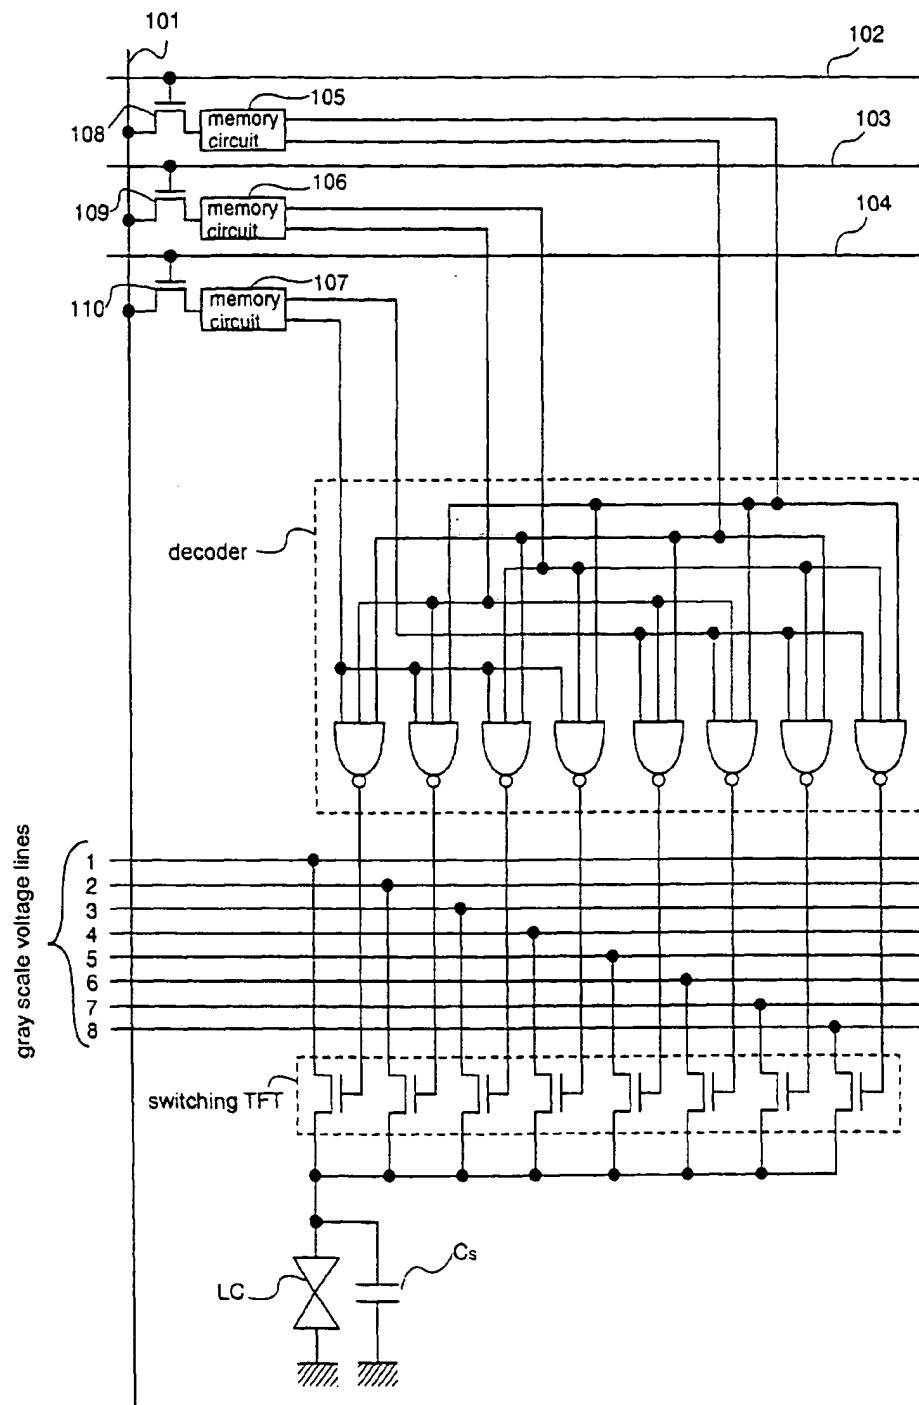 101
102
105
memory
circuit
108
103
106
memory
circuit
109
104
107
memory
circuit
110
decoder
gray scale voltage lines
1
2
3
4
5
6
7
8
switching TFT
LC
Cs